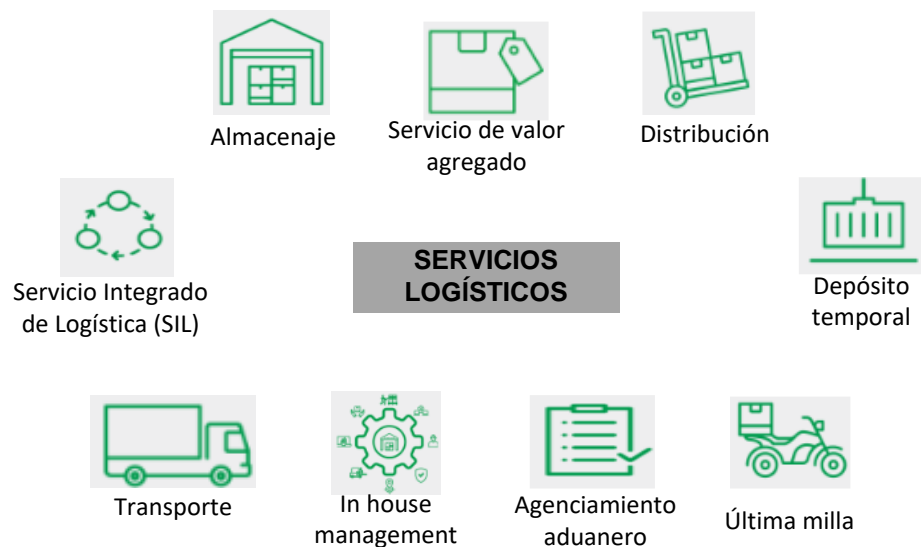 Almacenaje
Servicio de valor
agregado
Distribución
Servicio Integrado
de Logística (SIL)
SERVICIOS
LOGÍSTICOS
Depósito
temporal
Transporte
In house
management
Agenciamiento
aduanero
Última milla